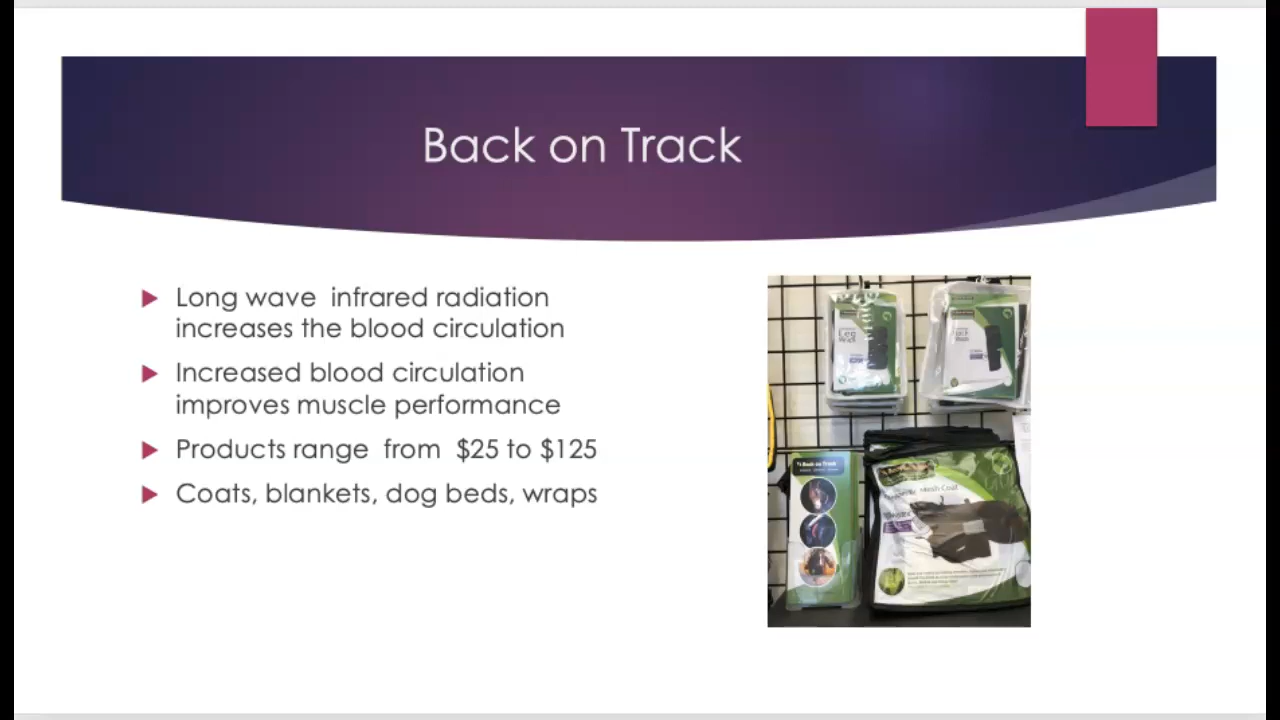 Back on Track
Long wave infrared radiation
increases the blood circulation
Increased blood circulation
improves muscle performance
Products range from $25 to $125
Coats, blankets, dog beds, wraps
Leg
Wraps
Back on Track
Mesh Coat